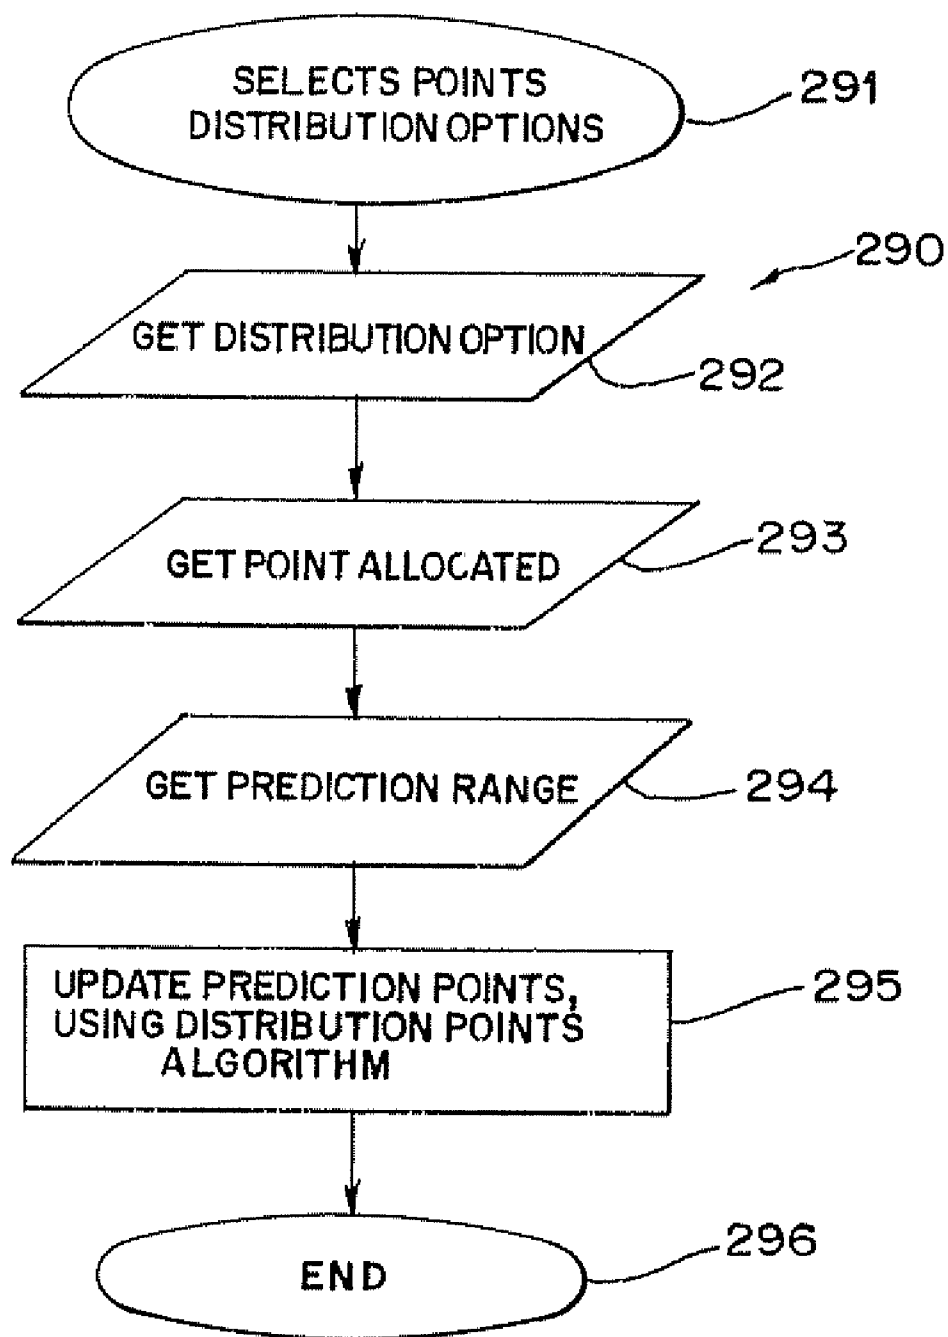 SELECTS POINTS
DISTRIBUTION OPTIONS
291
290
GET DISTRIBUTION OPTION
292
GET POINT ALLOCATED
293
GET PREDICTION RANGE
294
UPDATE PREDICTION POINTS,
USING DISTRIBUTION POINTS
ALGORITHM
295
END
296